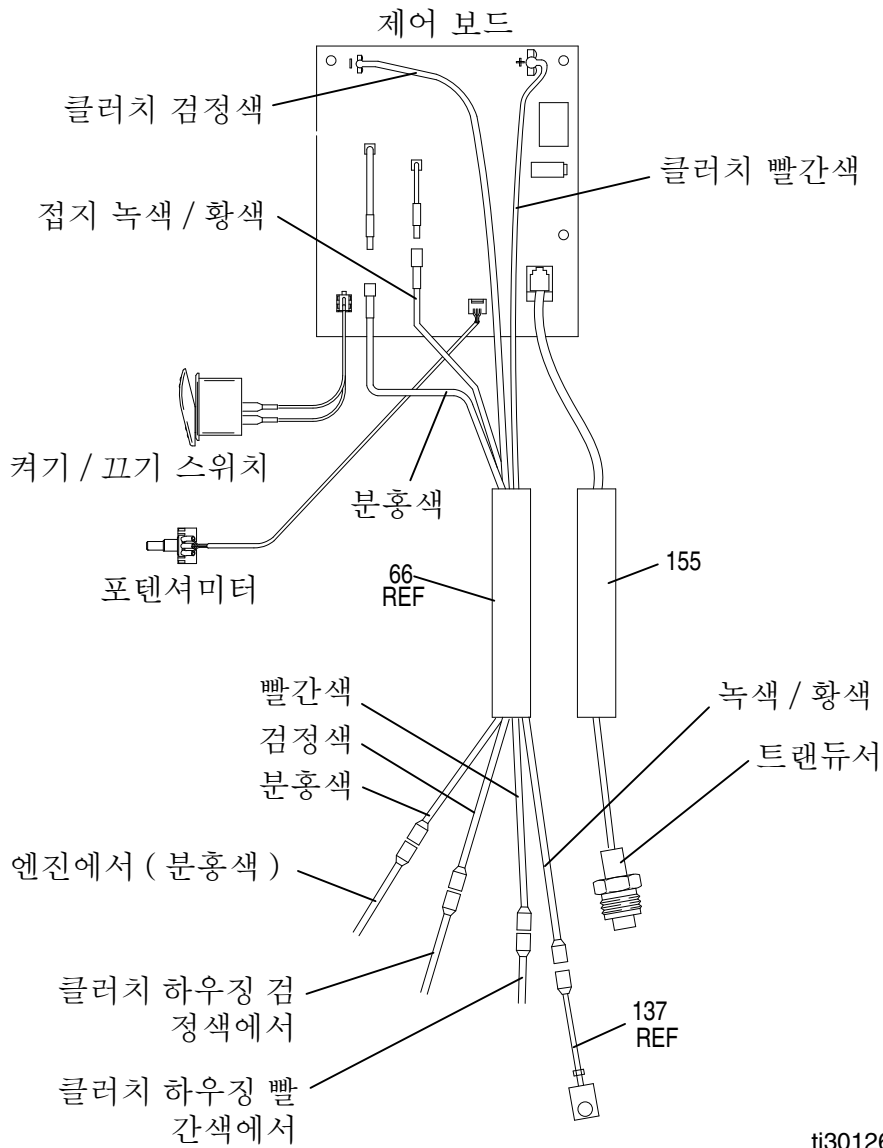 제어 보드
클러치 검정색
클러치 빨간색
접지 녹색 / 황색
켜기 / 끄기 스위치
분홍색
포텐셔미터
66
REF
155
빨간색
검정색
분홍색
녹색 / 황색
트랜듀서
엔진에서 ( 분홍색 )
클러치 하우징 검
정색에서
137
REF
클러치 하우징 빨
간색에서
ti30126